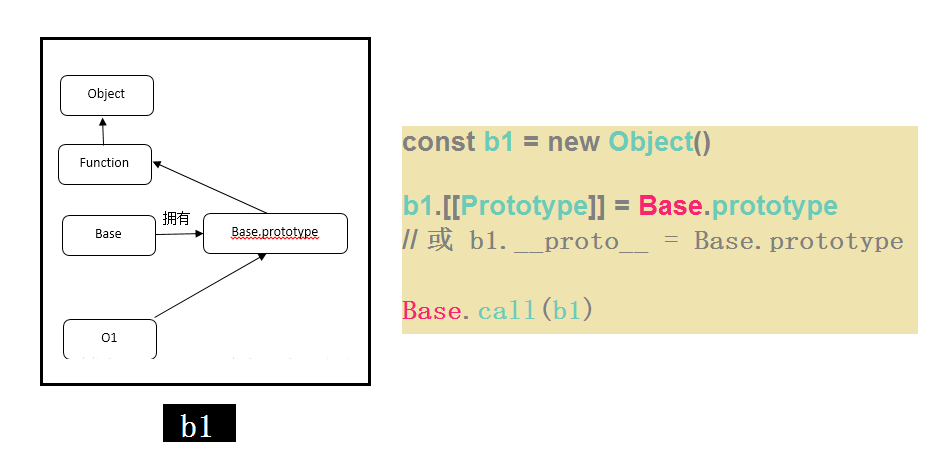 Object
Function
拥有
Base
Base.prototype
O1
b1
const b1 = new Object()
b1.[[Prototype]] = Base.prototype
// 或 b1.__proto__ = Base.prototype
Base.call(b1)